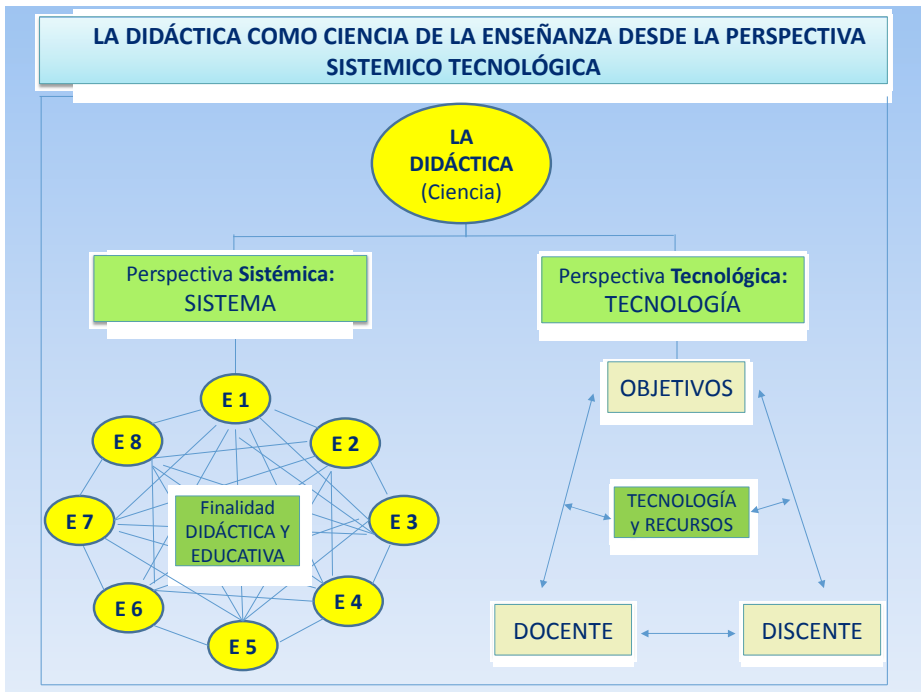 LA DIDÁCTICA COMO CIENCIA DE LA ENSEÑANZA DESDE LA PERSPECTIVA
SISTEMICO TECNOLÓGICA
LA
DIDÁCTICA
(Ciencia)
Perspectiva Sistémica:
SISTEMA
E 1
E 2
E 3
E 4
E 5
E 6
E 7
E 8
Finalidad
DIDÁCTICA Y
EDUCATIVA
Perspectiva Tecnológica:
TECNOLOGÍA
OBJETIVOS
TECNOLOGÍA
y RECURSOS
DOCENTE
DISCENTE